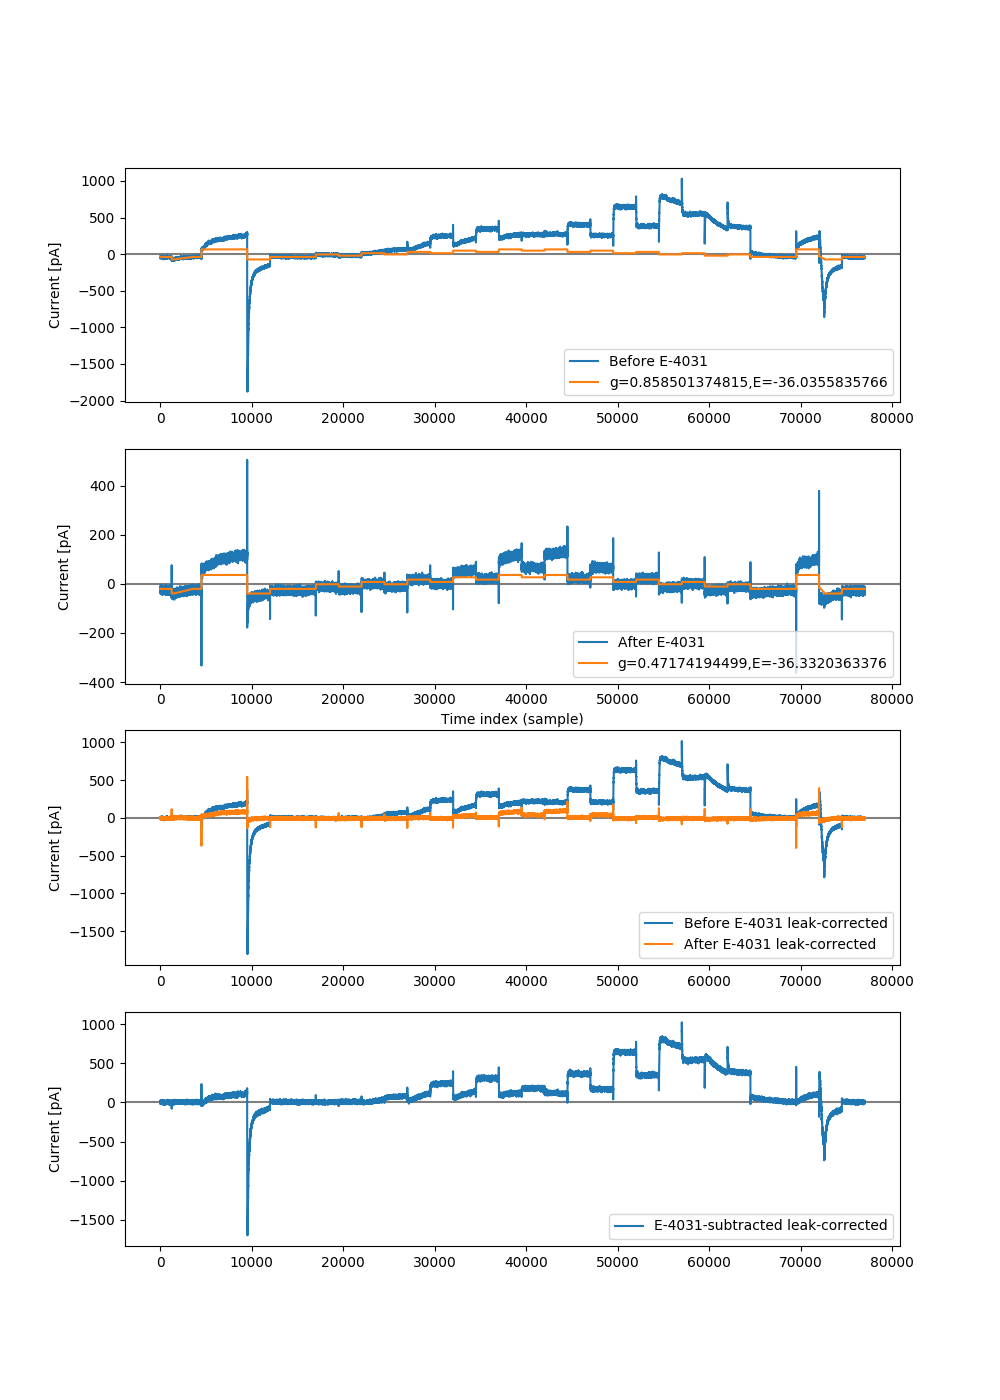 1000
500
0
−500
−1000
−1500
−2000
Current [pA]
Before E-4031
g=0.858501374815,E=-36.0355835766
0 10000 20000 30000 40000 50000 60000 70000 80000
400
200
0
−200
−400
Current [pA]
After E-4031
g=0.47174194499,E=-36.3320363376
0 10000 20000 30000 40000 50000 60000 70000 80000
Time index (sample)
1000
500
0
−500
−1000
−1500
Current [pA]
Before E-4031 leak-corrected
After E-4031 leak-corrected
0 10000 20000 30000 40000 50000 60000 70000 80000
1000
500
0
−500
−1000
−1500
Current [pA]
E-4031-subtracted leak-corrected
0 10000 20000 30000 40000 50000 60000 70000 80000